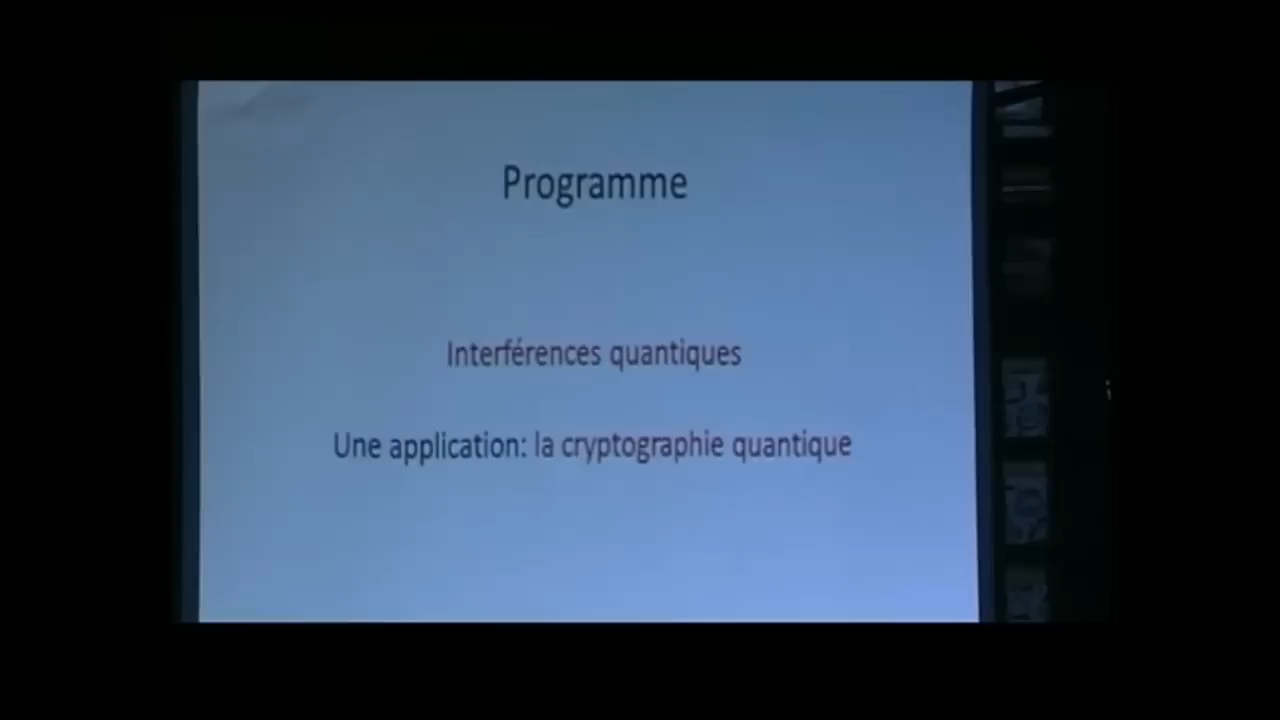 Programme
Interférences quantiques
Une application: la cryptographie quantique